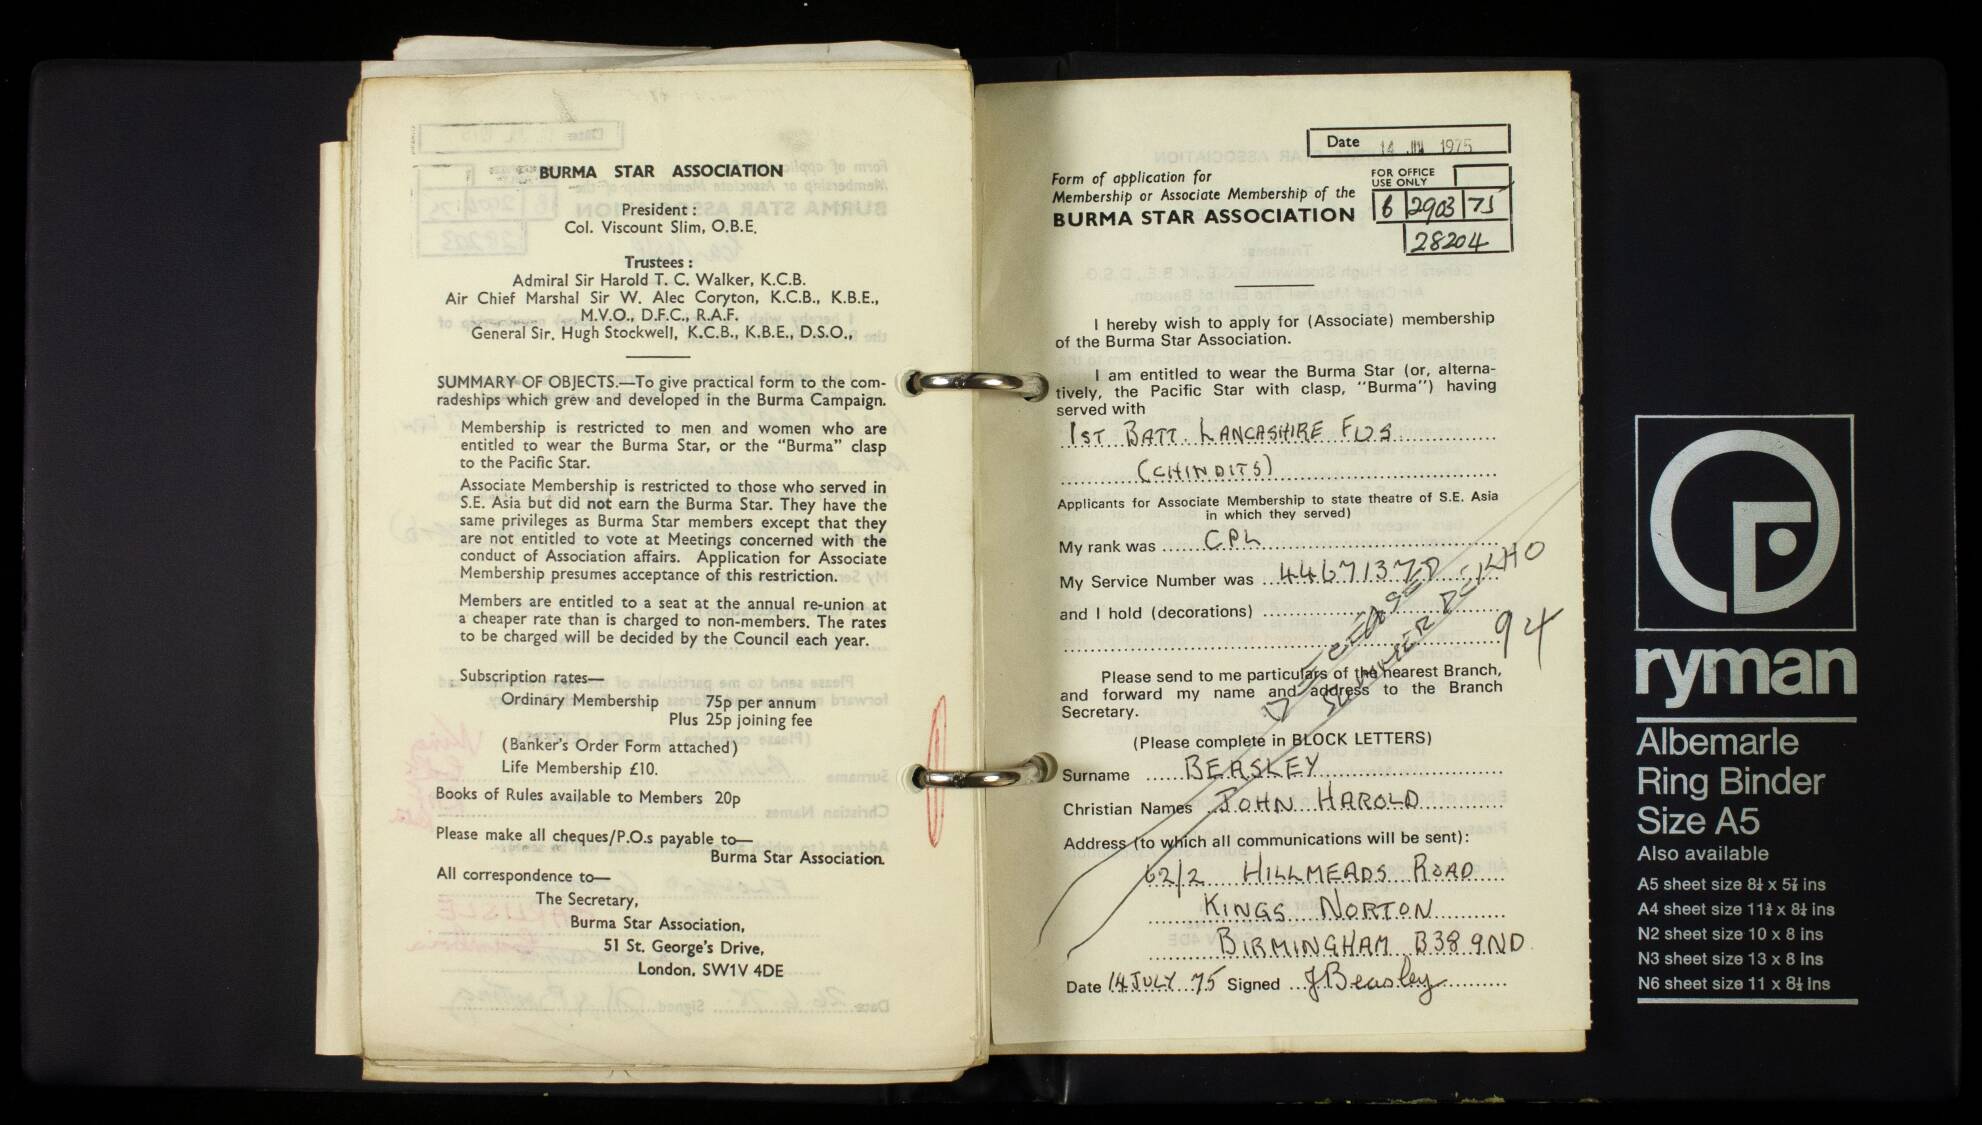 BURMA STAR ASSOCIATION
President :
Col. Viscount Slim, O.B.E.
Trustees :
Admiral Sir Harold T. C. Walker, K.C.B.
Air Chief Marshal Sir W. Alec Coryton, K.C.B., K.B.E.,
M.V.O., D.F.C., R.A.F.
General Sir. Hugh Stockwell, K.C.B., K.B.E., D.S.O.,
SUMMARY OF OBJECTS.—To give practical form to the com-
radeships which grew and developed in the Burma Campaign.
Membership is restricted to men and women who are
entitled to wear the Burma Star, or the "Burma" clasp
to the Pacific Star.
Associate Membership is restricted to those who served in
S.E. Asia but did not earn the Burma Star. They have the
same privileges as Burma Star members except that they
are not entitled to vote at Meetings concerned with the
conduct of Association affairs. Application for Associate
Membership presumes acceptance of this restriction.
Members are entitled to a seat at the annual re-union at
a cheaper rate than is charged to non-members. The rates
to be charged will be decided by the Council each year.
Subscription rates—
Ordinary Membership 75p per annum
Plus 25p joining fee
(Banker's Order Form attached)
Life Membership £10.
Books of Rules available to Members 20p
Please make all cheques/P.O.s payable to—
Burma Star Association.
All correspondence to—
The Secretary,
Burma Star Association,
51 St. George's Drive,
London, SW1V 4DE
Date 14 1975
Form of application for
Membership or Associate Membership of the
BURMA STAR ASSOCIATION
FOR OFFICE
USE ONLY
B 2903 75
28204
I hereby wish to apply for (Associate) membership
of the Burma Star Association.
I am entitled to wear the Burma Star (or, alterna-
tively, the Pacific Star with clasp, "Burma") having
served with
1ST BATT. LANCASHIRE FUS
(CHINDITS)
Applicants for Associate Membership to state theatre of S.E. Asia
in which they served)
My rank was CPL
My Service Number was 4467137
and I hold (decorations)
DECEASED
94
Please send to me particulars of the nearest Branch,
and forward my name and address to the Branch
Secretary.
(Please complete in BLOCK LETTERS)
Surname BEASLEY
Christian Names JOHN HAROLD
Address (to which all communications will be sent):
62/2 HILLMEADS ROAD
KINGS NORTON
BIRMINGHAM B38 9ND
Date 14 JULY 75 Signed J Beasley
ryman
Albemarle
Ring Binder
Size A5
Also available
A5 sheet size 8¼ x 5⅞ ins
A4 sheet size 11¾ x 8¼ ins
N2 sheet size 10 x 8 ins
N3 sheet size 13 x 8 ins
N6 sheet size 11 x 8½ ins